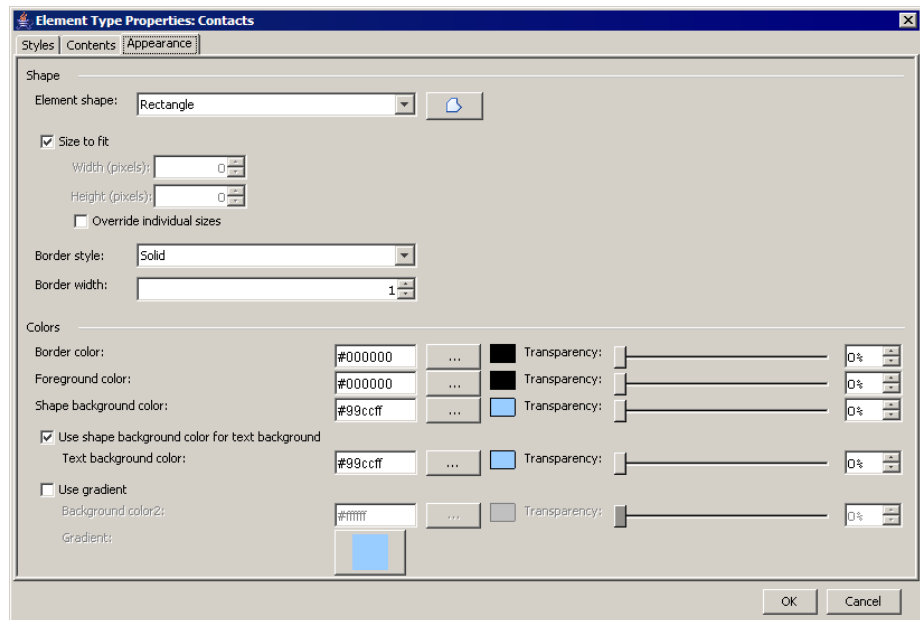 Element Type Properties: Contacts
Styles Contents Appearance
Shape
Element shape: Rectangle
Size to fit
Width (pixels): 0
Height (pixels): 0
Override individual sizes
Border style: Solid
Border width: 1
Colors
Border color: #000000 ... Transparency: 0%
Foreground color: #000000 ... Transparency: 0%
Shape background color: #99ccff ... Transparency: 0%
Use shape background color for text background
Text background color: #99ccff ... Transparency: 0%
Use gradient
Background color2: #ffffff ... Transparency: 0%
Gradient:
OK Cancel